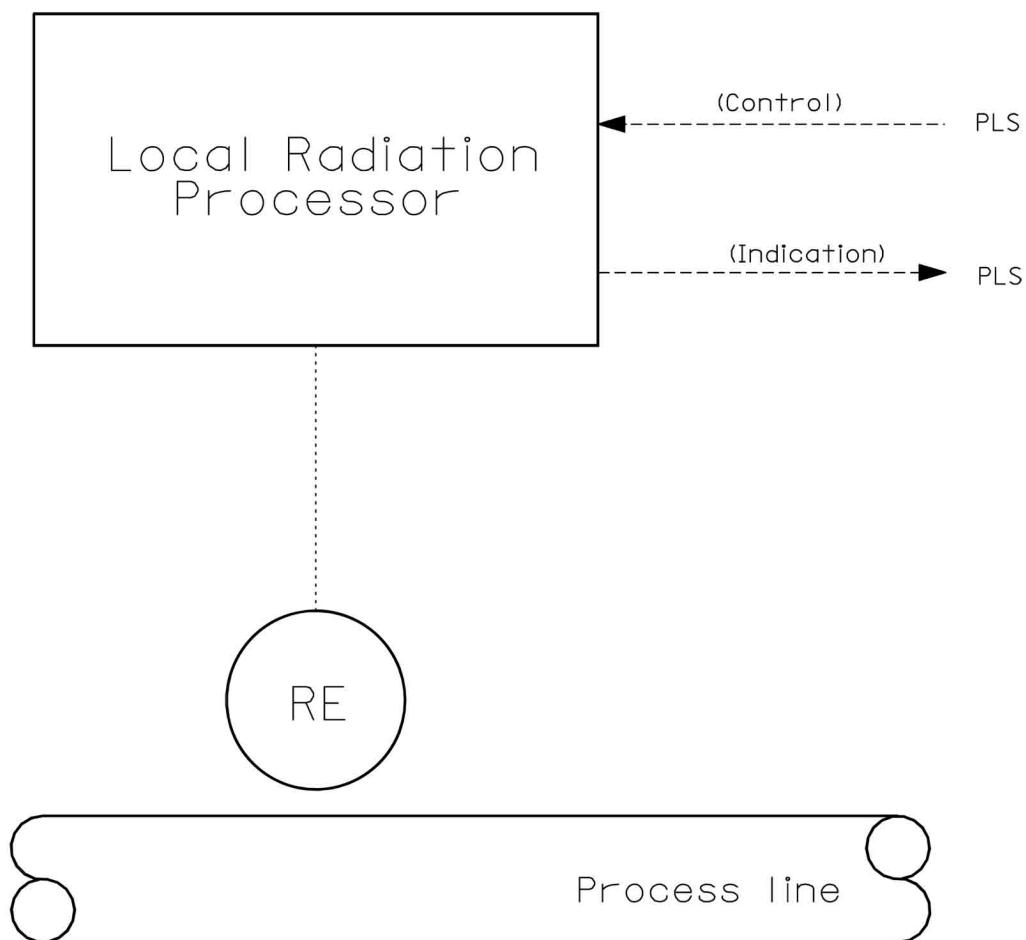 (Control)
PLS
Local Radiation
Processor
(Indication)
PLS
RE
Process line